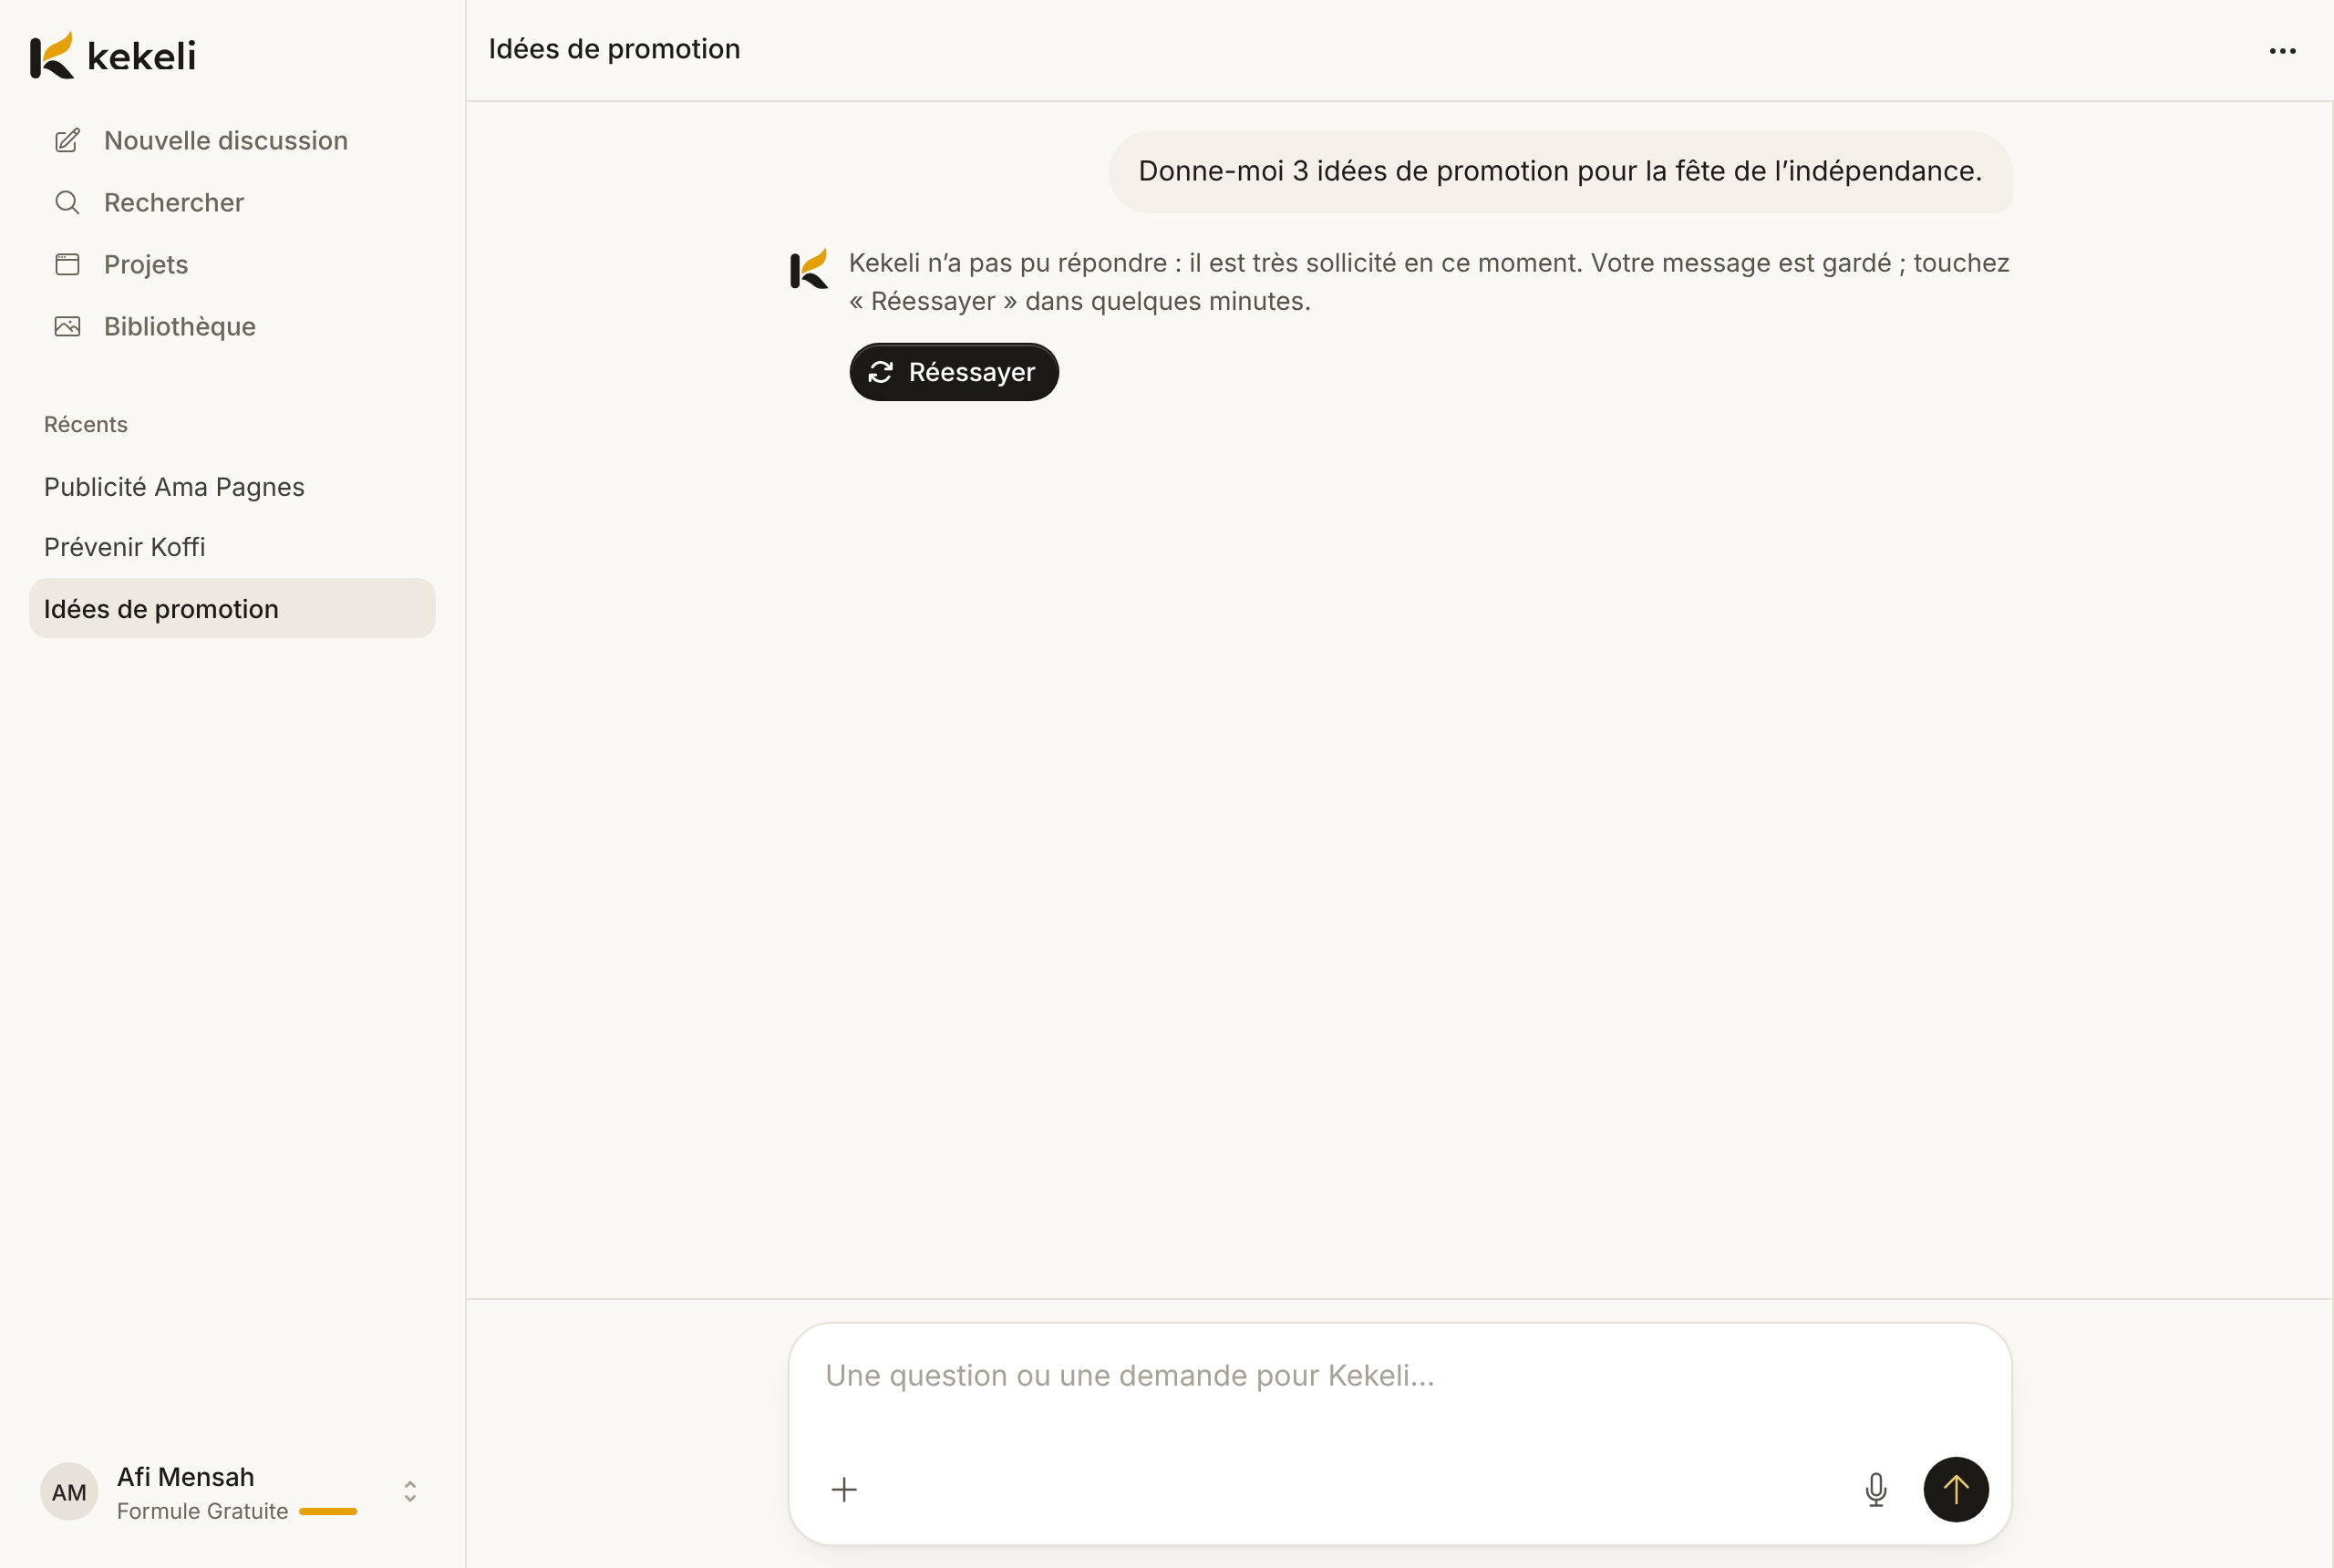 kekeli
Nouvelle discussion
Rechercher
Projets
Bibliothèque
Récents
Publicité Ama Pagnes
Prévenir Koffi
Idées de promotion
AM
Afi Mensah
Formule Gratuite
Idées de promotion
Donne-moi 3 idées de promotion pour la fête de l’indépendance.
Kekeli n’a pas pu répondre : il est très sollicité en ce moment. Votre message est gardé ; touchez
« Réessayer » dans quelques minutes.
Réessayer
Une question ou une demande pour Kekeli...